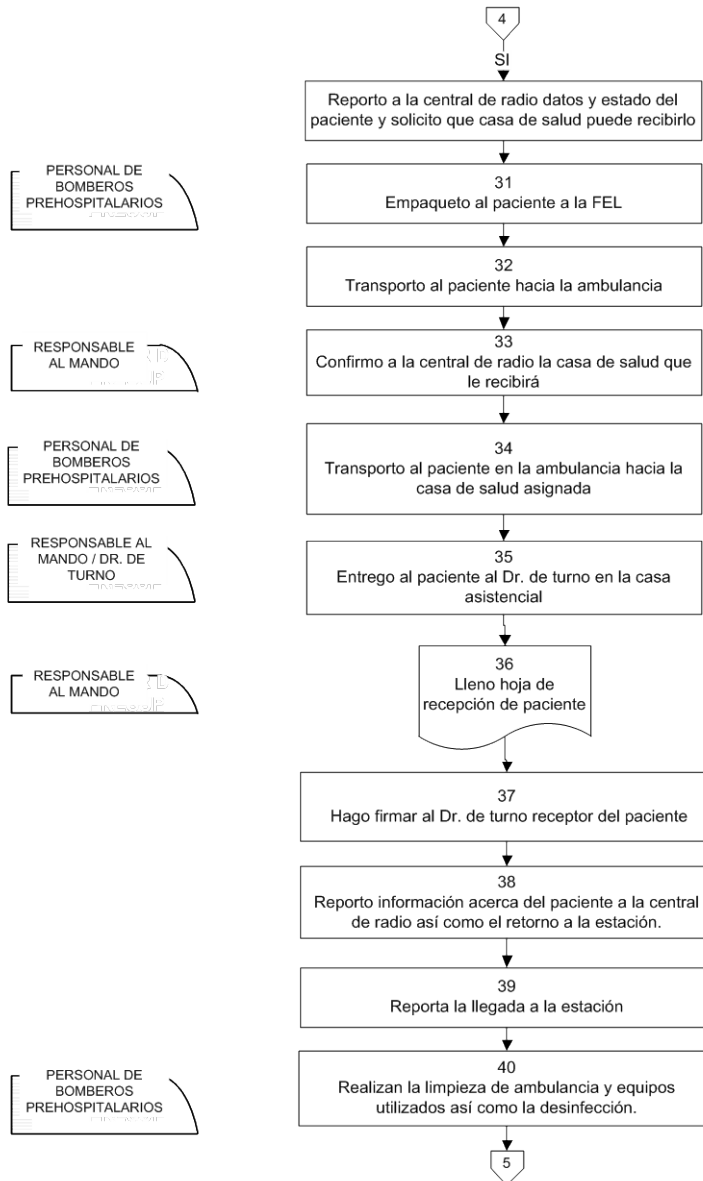 4
SI
Reporto a la central de radio datos y estado del
paciente y solicito que casa de salud puede recibirlo
PERSONAL DE
BOMBEROS
PREHOSPITALARIOS
31
Empaqueto al paciente a la FEL
32
Transporto al paciente hacia la ambulancia
RESPONSABLE
AL MANDO
33
Confirmo a la central de radio la casa de salud que
le recibirá
PERSONAL DE
BOMBEROS
PREHOSPITALARIOS
34
Transporto al paciente en la ambulancia hacia la
casa de salud asignada
RESPONSABLE AL
MANDO / DR. DE
TURNO
35
Entrego al paciente al Dr. de turno en la casa
asistencial
RESPONSABLE
AL MANDO
36
Lleno hoja de
recepción de paciente
37
Hago firmar al Dr. de turno receptor del paciente
38
Reporto información acerca del paciente a la central
de radio así como el retorno a la estación.
39
Reporta la llegada a la estación
PERSONAL DE
BOMBEROS
PREHOSPITALARIOS
40
Realizan la limpieza de ambulancia y equipos
utilizados así como la desinfección.
5